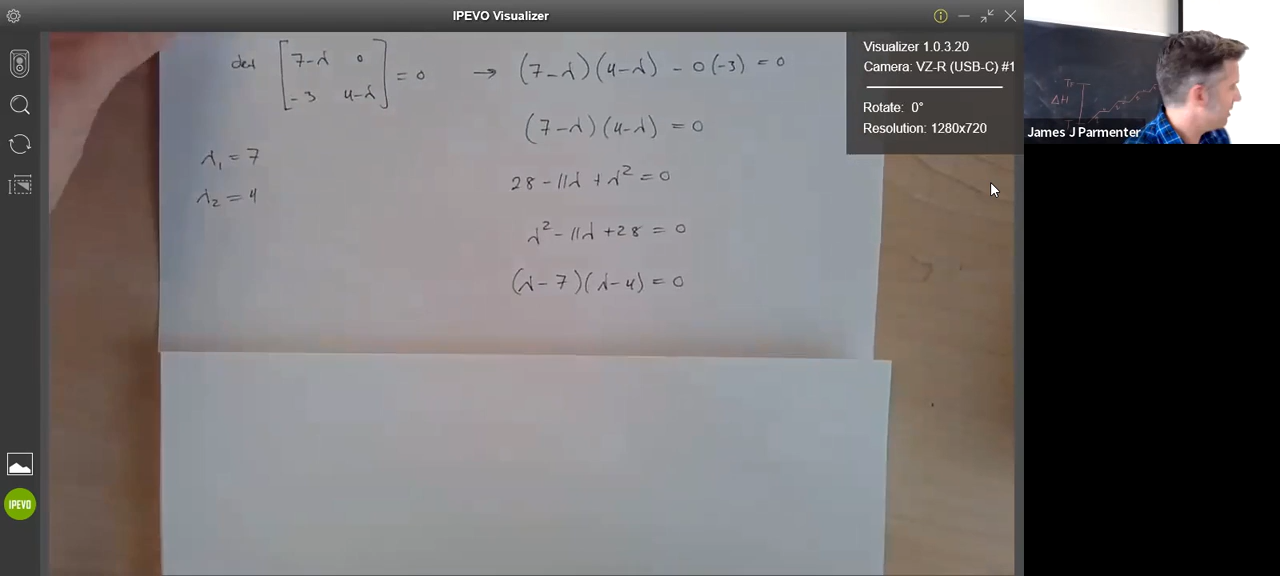 IPEVO Visualizer
Visualizer 1.0.3.20
Camera: VZ-R (USB-C) #1
Rotate: 0°
Resolution: 1280x720
James J Parmenter
ΔH
det [7-λ 0; -3 4-λ] = 0 → (7-λ)(4-λ) - 0(-3) = 0
(7-λ)(4-λ) = 0
λ₁ = 7
λ₂ = 4
28 - 11λ + λ² = 0
λ² - 11λ + 28 = 0
(λ - 7)(λ - 4) = 0
IPEVO